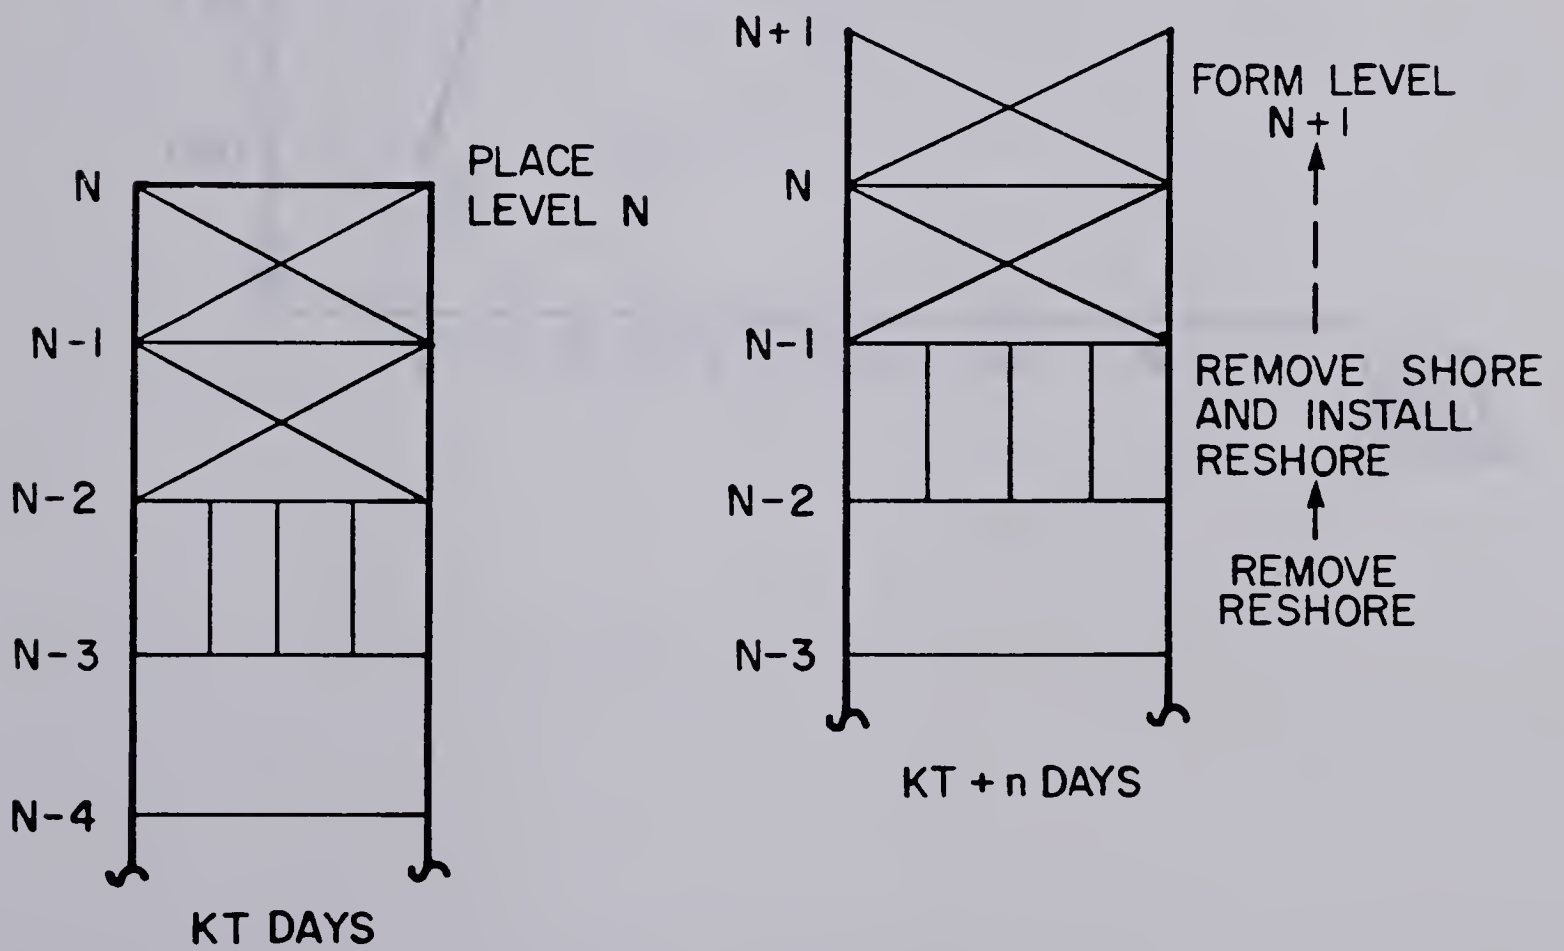 N
PLACE
LEVEL N
N-1
N-2
N-3
N-4
KT DAYS
N+1
FORM LEVEL
N+1
N
N-1
REMOVE SHORE
AND INSTALL
RESHORE
N-2
REMOVE
RESHORE
N-3
KT + n DAYS